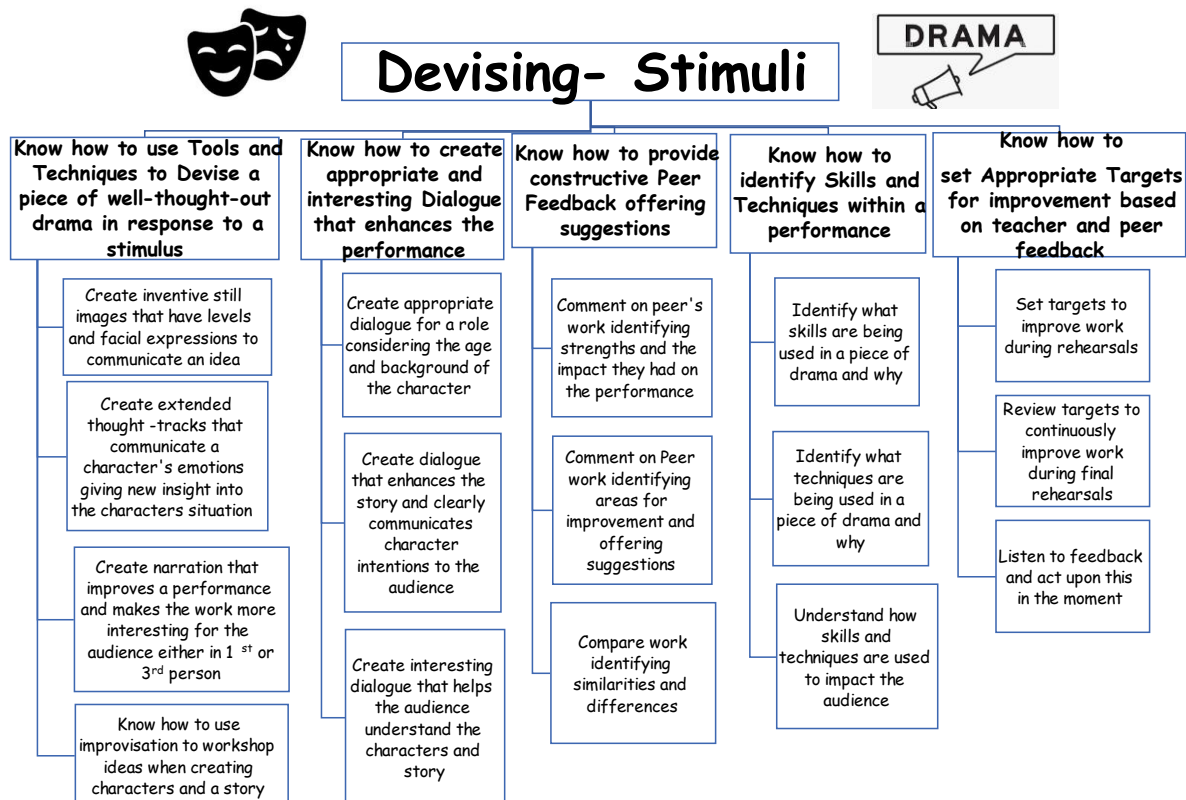 DRAMA
Devising- Stimuli
Know how to use Tools and
Techniques to Devise a
piece of well-thought-out
drama in response to a
stimulus
Create inventive still
images that have levels
and facial expressions to
communicate an idea
Create extended
thought -tracks that
communicate a
character's emotions
giving new insight into
the characters situation
Create narration that
improves a performance
and makes the work more
interesting for the
audience either in 1 st or
3rd person
Know how to use
improvisation to workshop
ideas when creating
characters and a story
Know how to create
appropriate and
interesting Dialogue
that enhances the
performance
Create appropriate
dialogue for a role
considering the age
and background of
the character
Create dialogue
that enhances the
story and clearly
communicates
character
intentions to the
audience
Create interesting
dialogue that helps
the audience
understand the
characters and
story
Know how to provide
constructive Peer
Feedback offering
suggestions
Comment on peer's
work identifying
strengths and the
impact they had on
the performance
Comment on Peer
work identifying
areas for
improvement and
offering
suggestions
Compare work
identifying
similarities and
differences
Know how to
identify Skills and
Techniques within a
performance
Identify what
skills are being
used in a piece of
drama and why
Identify what
techniques are
being used in a
piece of drama and
why
Understand how
skills and
techniques are used
to impact the
audience
Know how to
set Appropriate Targets
for improvement based
on teacher and peer
feedback
Set targets to
improve work
during rehearsals
Review targets to
continuously
improve work
during final
rehearsals
Listen to feedback
and act upon this
in the moment